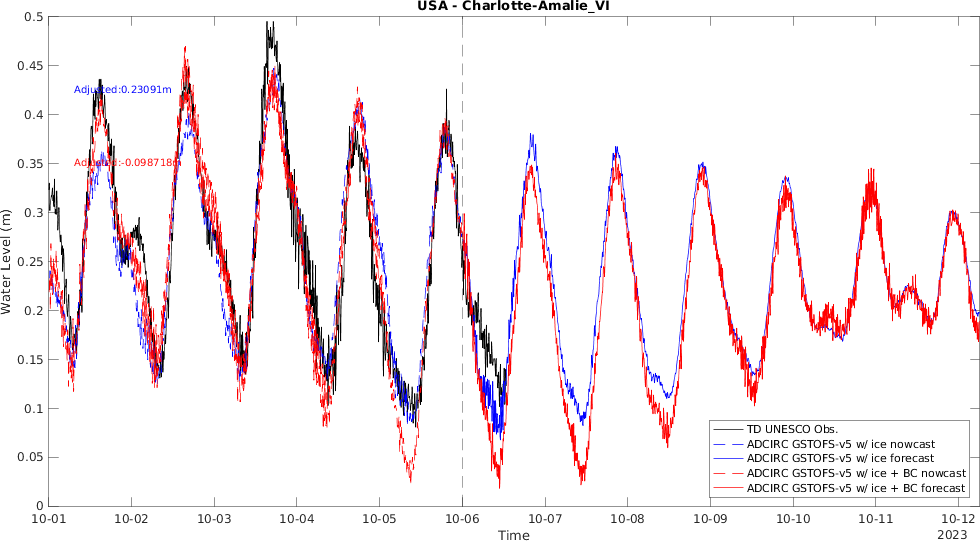 USA - Charlotte-Amalie_VI
0.5
0.45
0.4
0.35
0.3
0.25
0.2
0.15
0.1
0.05
0
Water Level (m)
Adjusted:0.23091m
Adjusted:-0.098718m
TD UNESCO Obs.
ADCIRC GSTOFS-v5 w/ ice nowcast
ADCIRC GSTOFS-v5 w/ ice forecast
ADCIRC GSTOFS-v5 w/ ice + BC nowcast
ADCIRC GSTOFS-v5 w/ ice + BC forecast
10-01 10-02 10-03 10-04 10-05 10-06 10-07 10-08 10-09 10-10 10-11 10-12
Time
2023